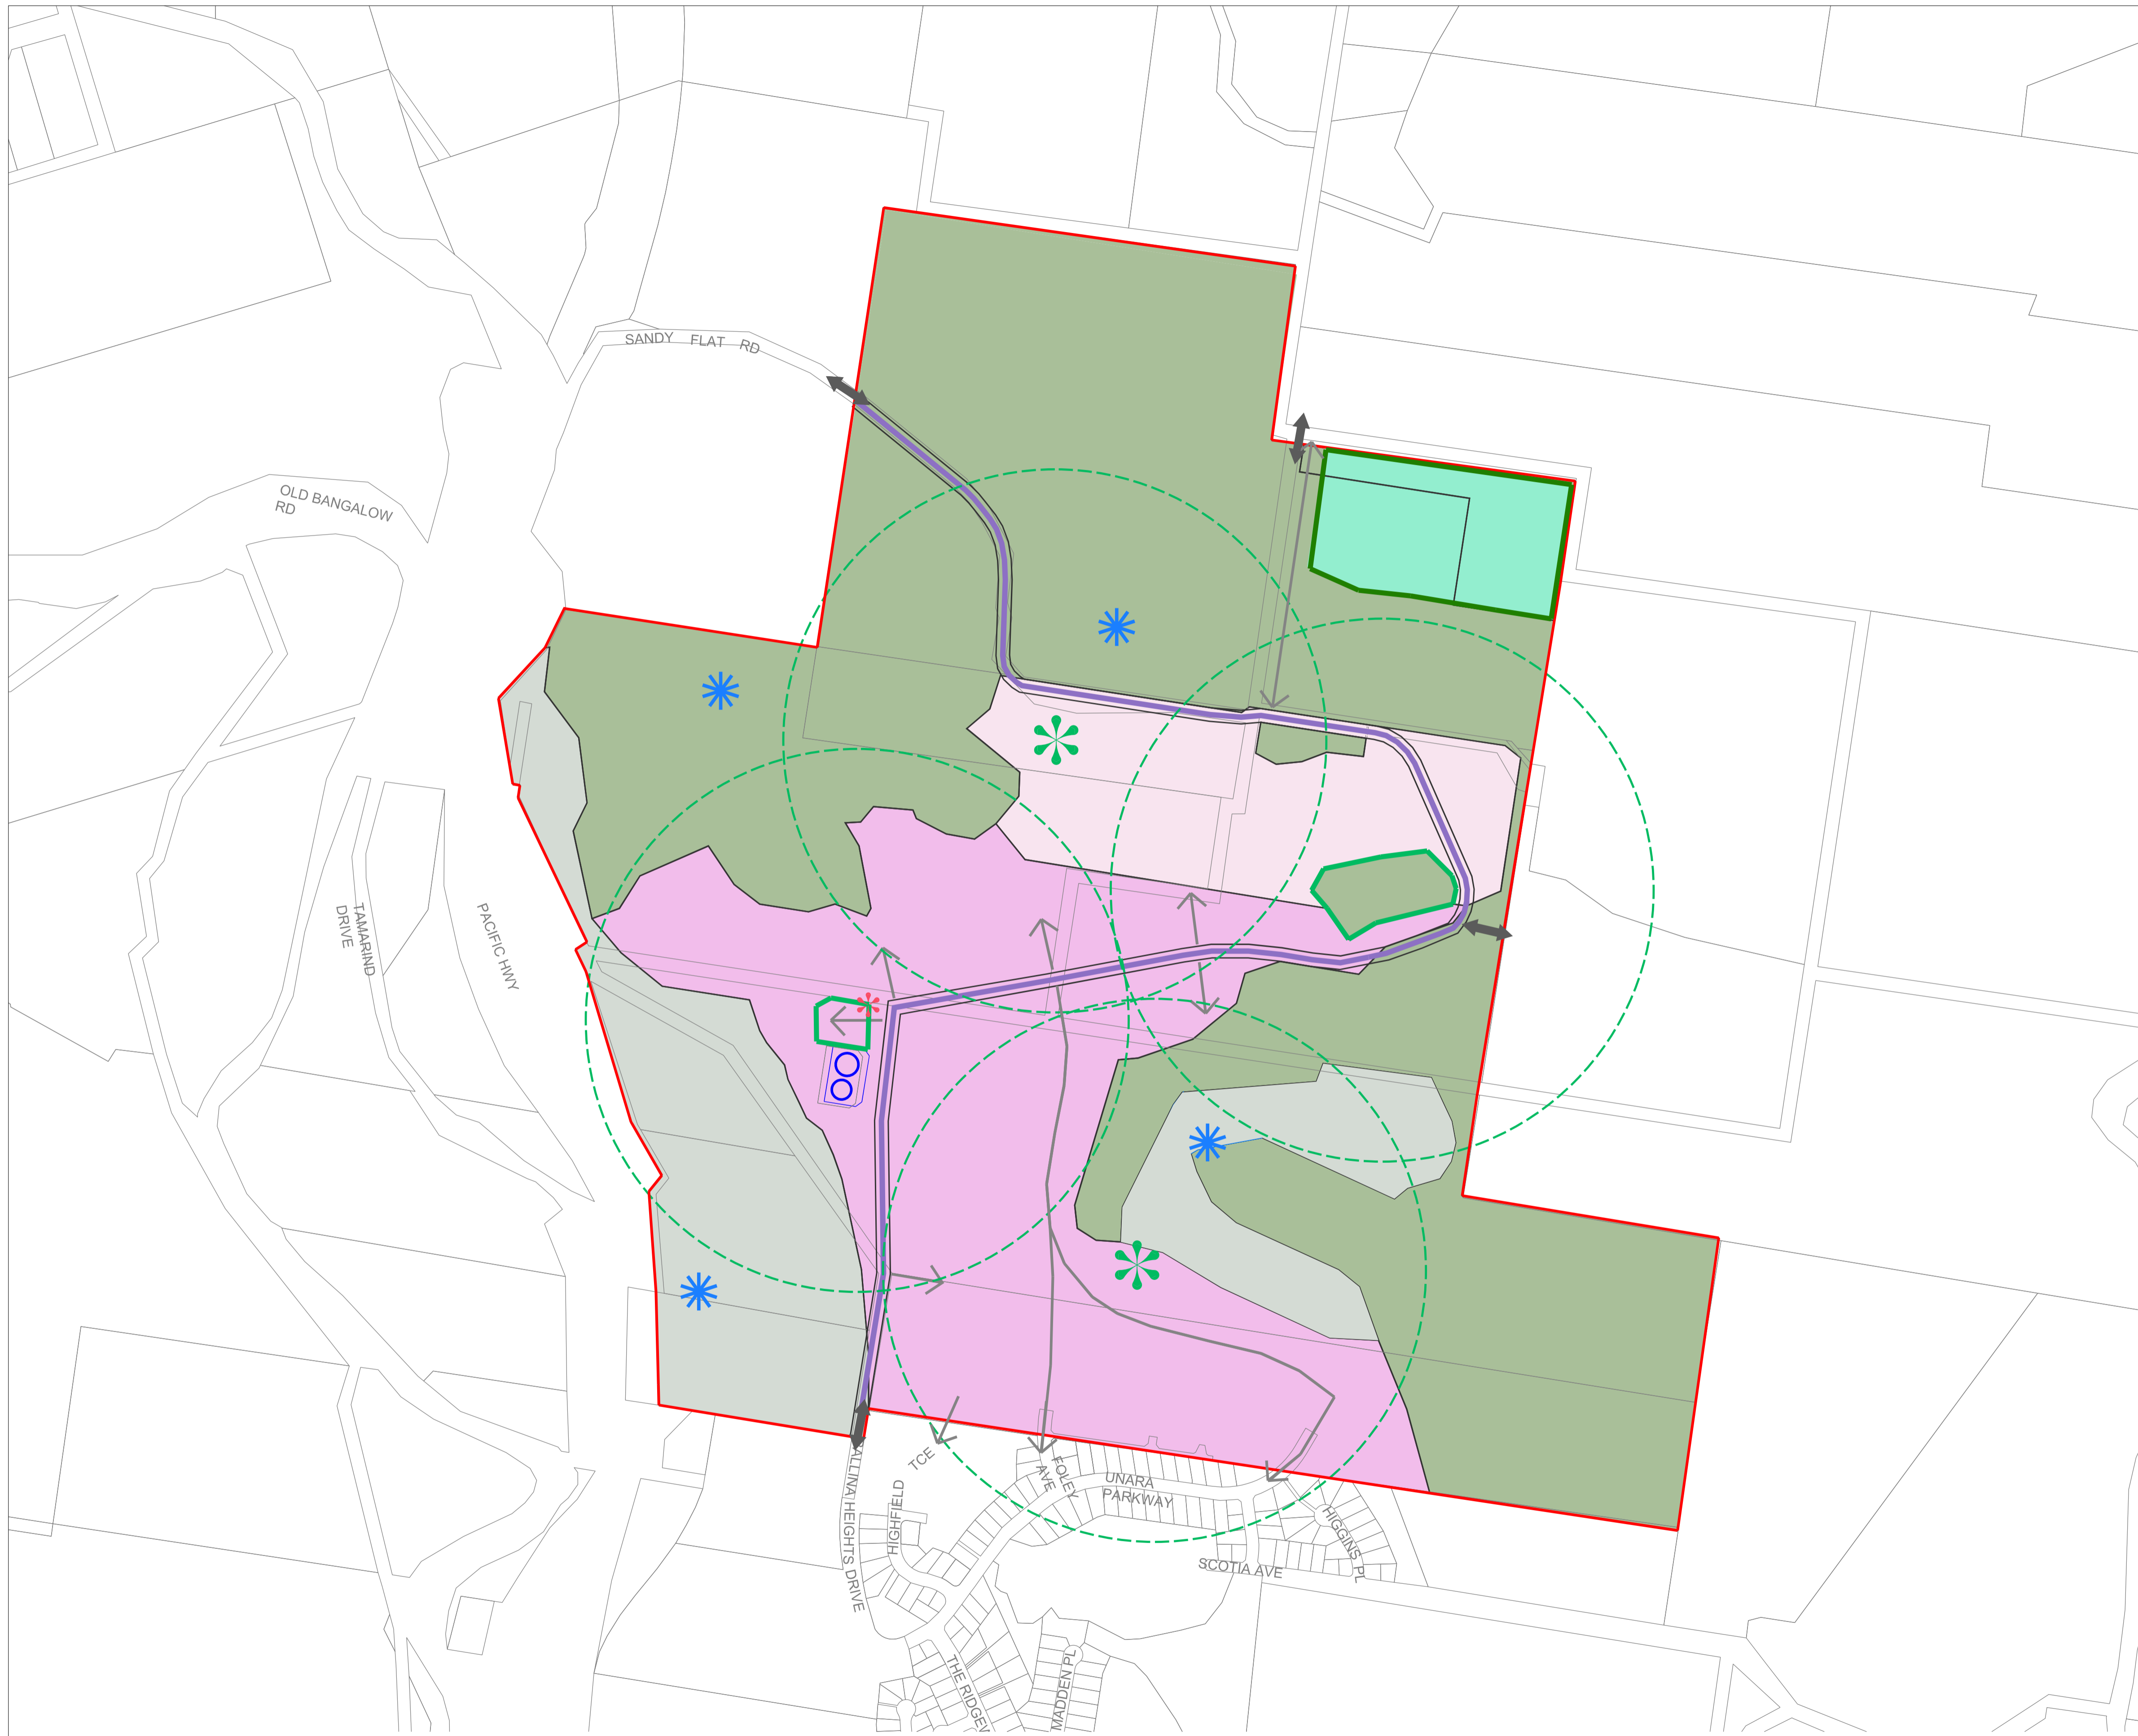 SANDY FLAT RD
OLD BANGALOW
RD
TAMARIND
DRIVE
PACIFIC HWY
ALLINA HEIGHTS DRIVE
HIGHFIELD
TCE
FOLEY
AVE
UNARA
PARKWAY
HIGGINS PL
SCOTIA AVE
THE RIDGEW
MADDEN PL